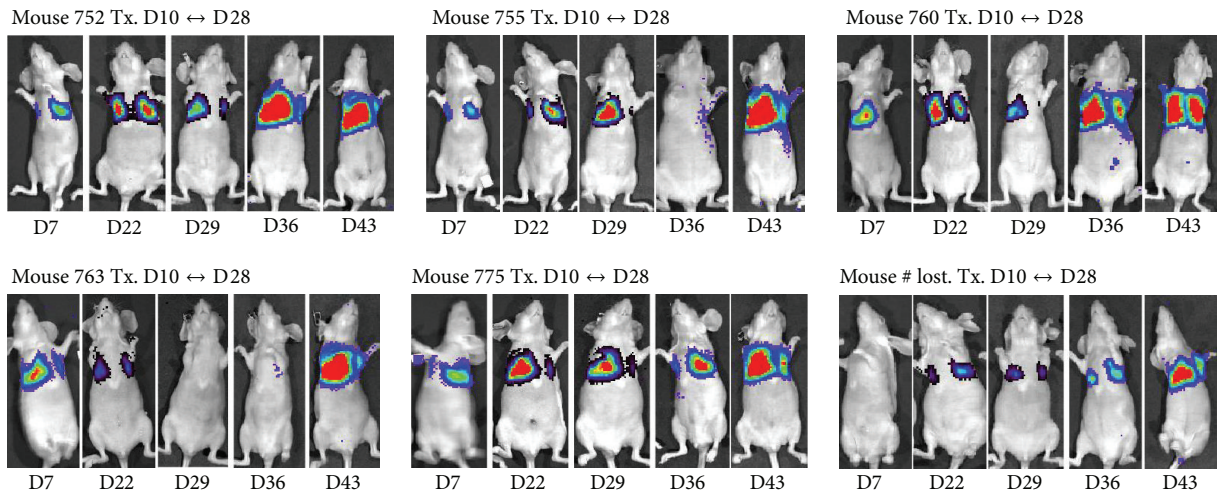 Mouse 752 Tx. D10 ↔ D28
Mouse 755 Tx. D10 ↔ D28
Mouse 760 Tx. D10 ↔ D28
D7 D22 D29 D36 D43
D7 D22 D29 D36 D43
D7 D22 D29 D36 D43
Mouse 763 Tx. D10 ↔ D28
Mouse 775 Tx. D10 ↔ D28
Mouse # lost. Tx. D10 ↔ D28
D7 D22 D29 D36 D43
D7 D22 D29 D36 D43
D7 D22 D29 D36 D43